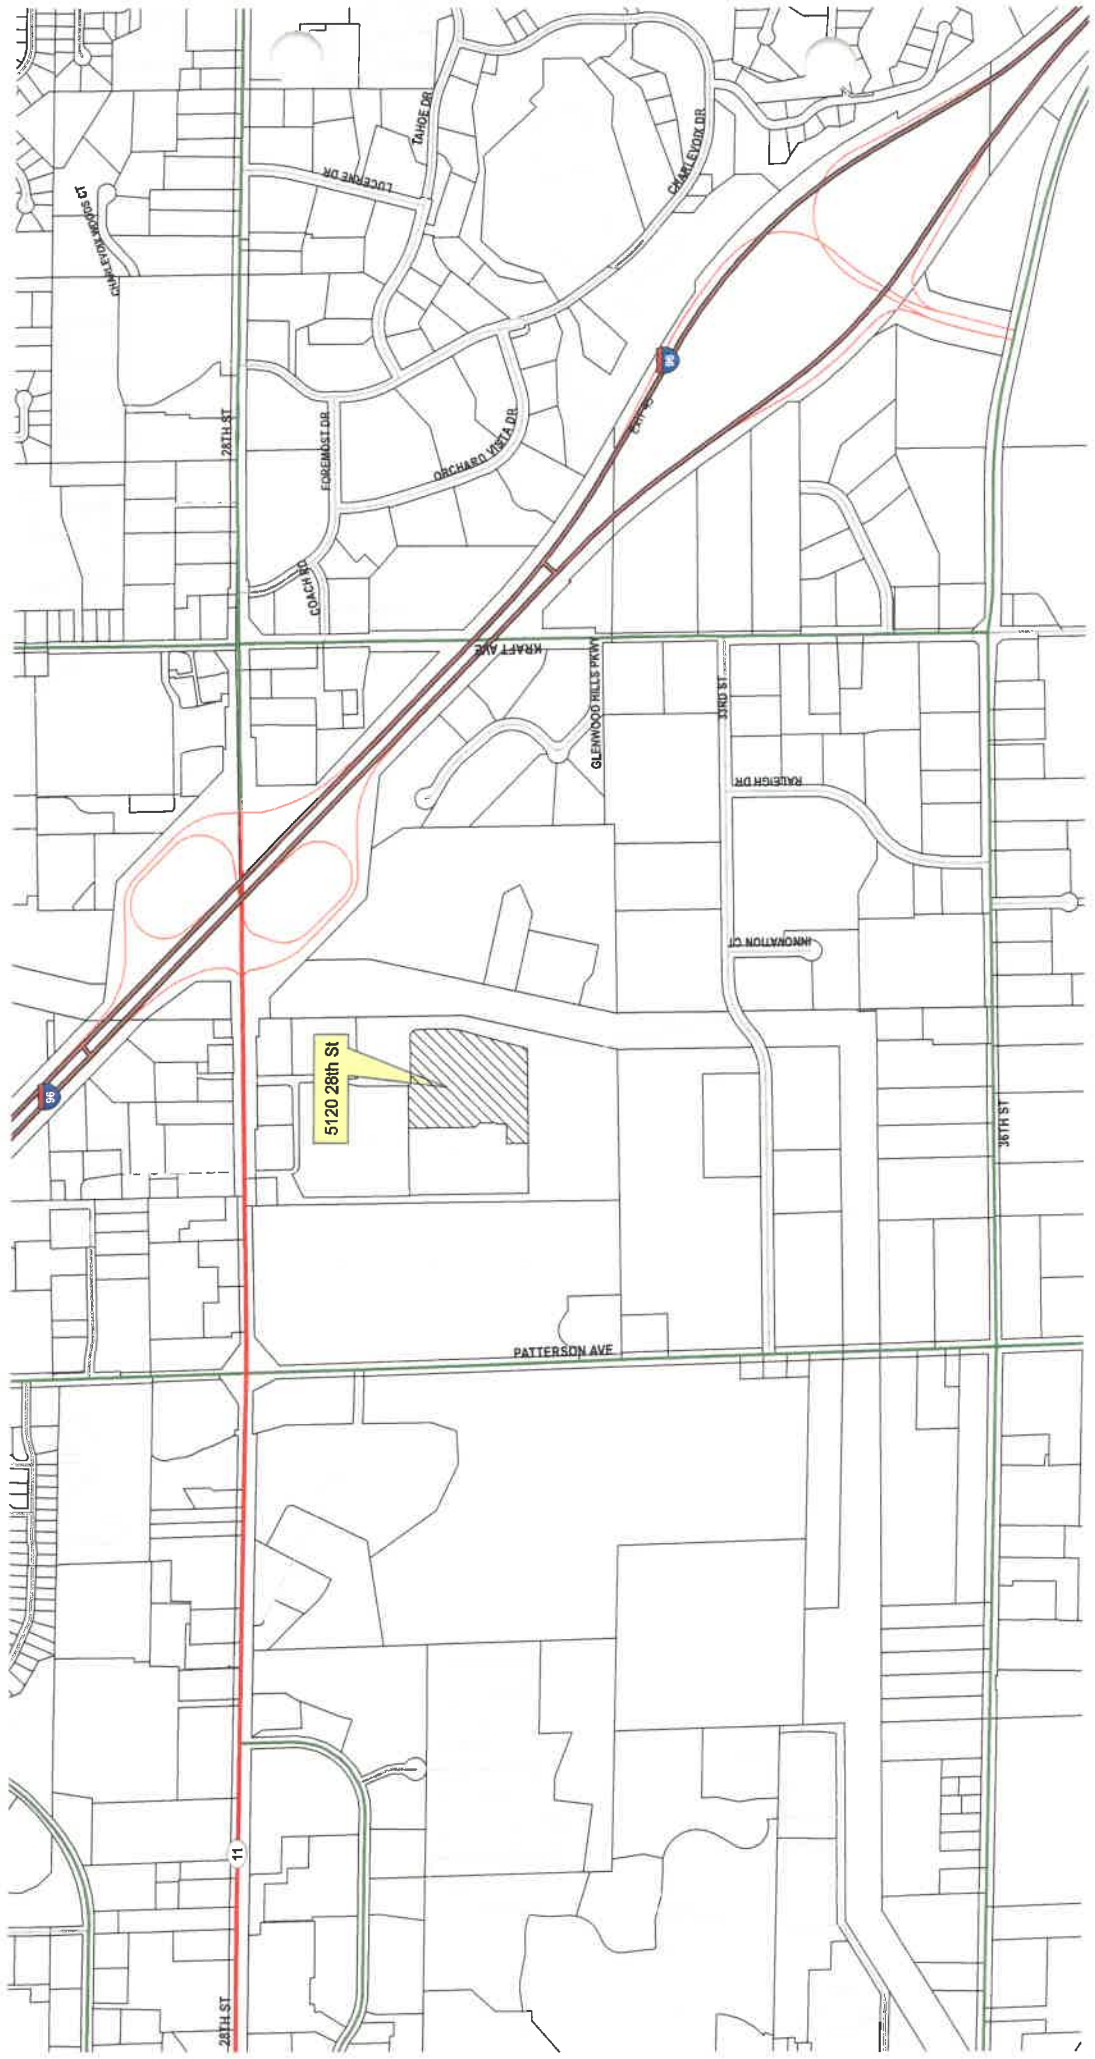 CHARLEVOIX WOODS CT
LUCERNE DR
TAHOE DR
CHARLEVOIX DR
28TH ST
FOREMOST DR
ORCHARD VISTA DR
COACH RD
96
EXIT 43
KRAFT AVE
GLENWOOD HILLS PKWY
33RD ST
RALEIGH DR
INNOVATION CT
96
5120 28th St
36TH ST
PATTERSON AVE
11
28TH ST